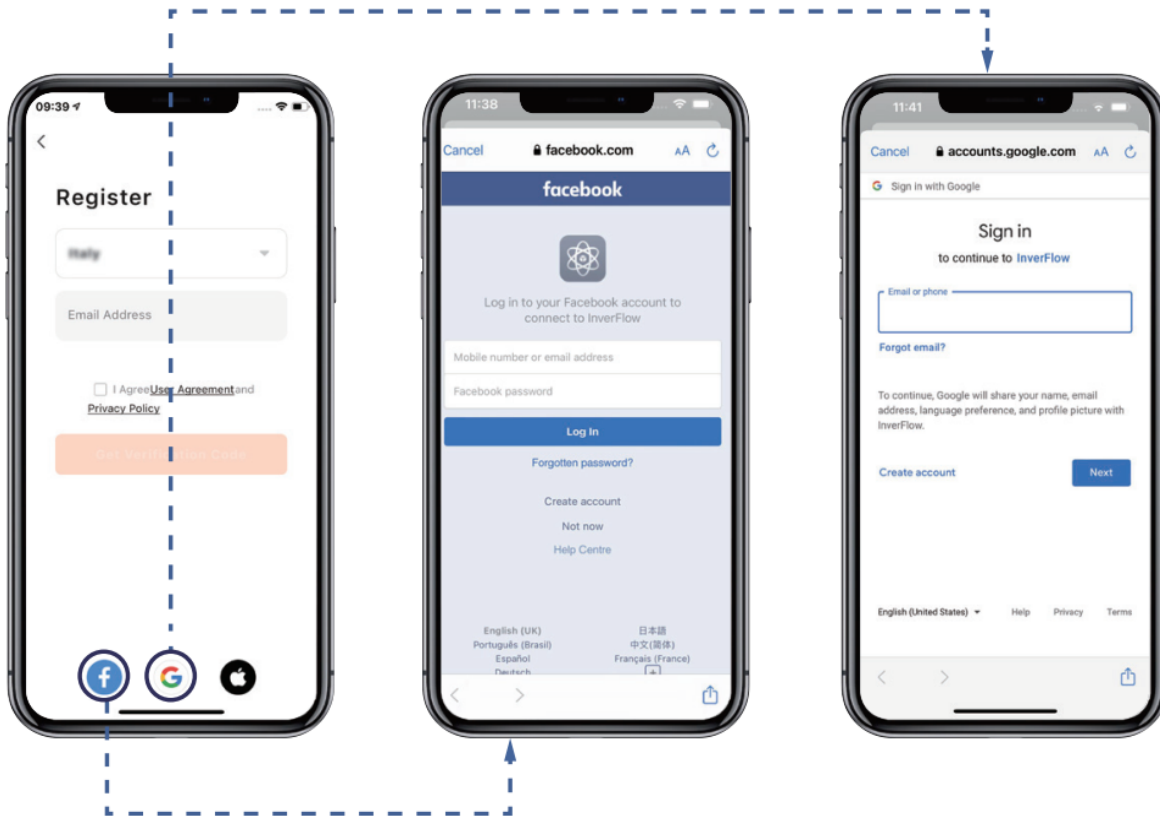 09:39
Register
Italy
Email Address
I AgreeUser Agreementand
Privacy Policy
Get Verification Code
11:38
Cancel
facebook.com
AA
facebook
Log in to your Facebook account to
connect to InverFlow
Mobile number or email address
Facebook password
Log In
Forgotten password?
Create account
Not now
Help Centre
English (UK)
日本語
Português (Brasil)
中文(简体)
Español
Français (France)
Deutsch
11:41
Cancel
accounts.google.com
AA
G Sign in with Google
Sign in
to continue to InverFlow
Email or phone
Forgot email?
To continue, Google will share your name, email
address, language preference, and profile picture with
InverFlow.
Create account
Next
English (United States)
Help
Privacy
Terms